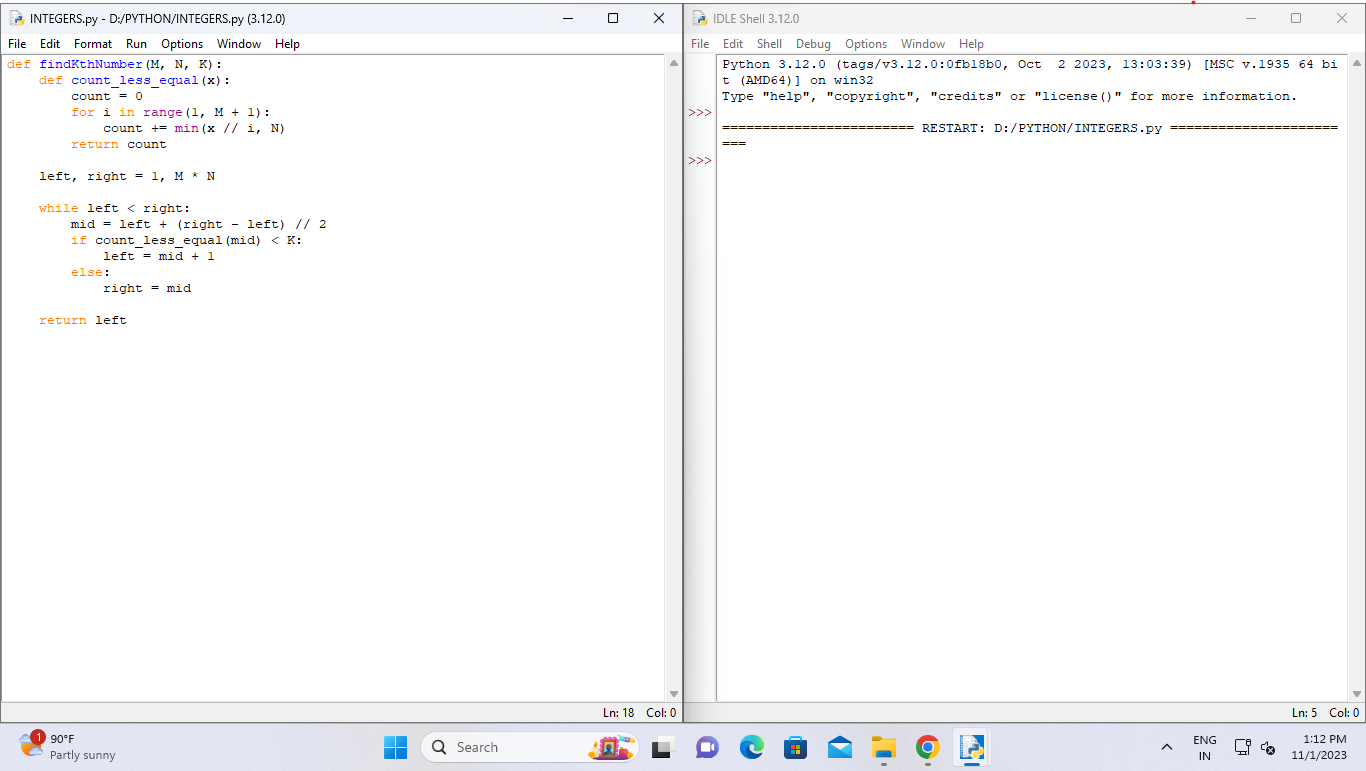 INTEGERS.py - D:/PYTHON/INTEGERS.py (3.12.0)
File Edit Format Run Options Window Help
def findKthNumber(M, N, K):
    def count_less_equal(x):
        count = 0
        for i in range(1, M + 1):
            count += min(x // i, N)
        return count

    left, right = 1, M * N

    while left < right:
        mid = left + (right - left) // 2
        if count_less_equal(mid) < K:
            left = mid + 1
        else:
            right = mid

    return left
Ln: 18 Col: 0
IDLE Shell 3.12.0
File Edit Shell Debug Options Window Help
Python 3.12.0 (tags/v3.12.0:0fb18b0, Oct  2 2023, 13:03:39) [MSC v.1935 64 bi
t (AMD64)] on win32
Type "help", "copyright", "credits" or "license()" for more information.
>>>
======================== RESTART: D:/PYTHON/INTEGERS.py =====================
===
>>>
Ln: 5 Col: 0
1
90°F
Partly sunny
Search
ENG
IN
1:12 PM
11/1/2023